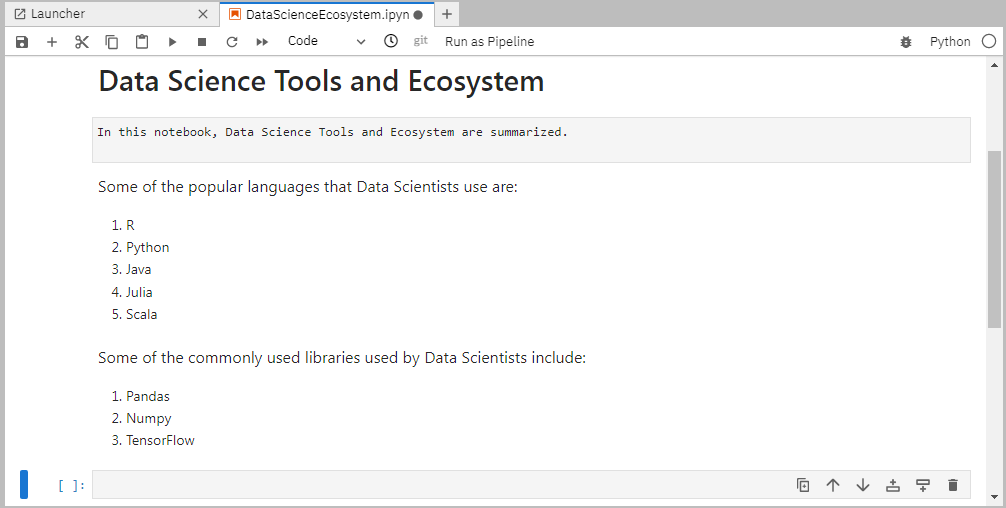 Launcher
DataScienceEcosystem.ipyn
Code
git
Run as Pipeline
Python
Data Science Tools and Ecosystem
In this notebook, Data Science Tools and Ecosystem are summarized.
Some of the popular languages that Data Scientists use are:
1. R
2. Python
3. Java
4. Julia
5. Scala
Some of the commonly used libraries used by Data Scientists include:
1. Pandas
2. Numpy
3. TensorFlow
[ ]: